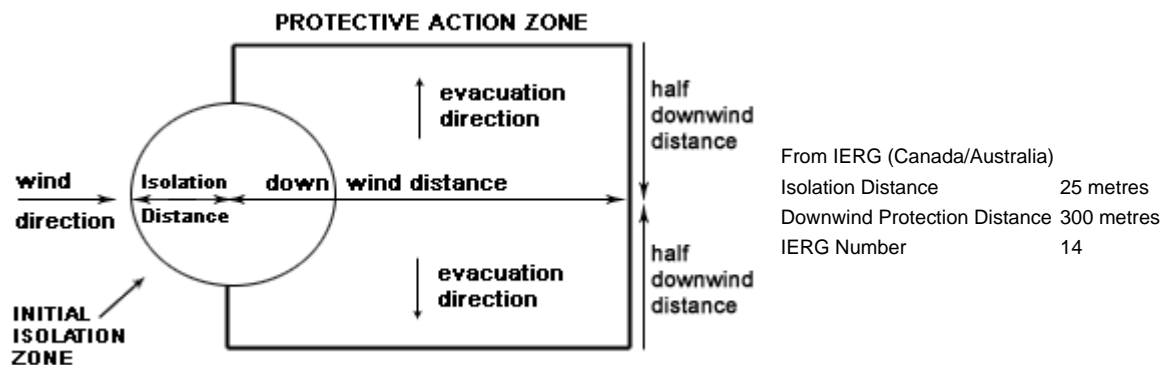 PROTECTIVE ACTION ZONE
evacuation
direction
half
downwind
distance
wind
direction
Isolation
Distance
down wind distance
evacuation
direction
half
downwind
distance
INITIAL
ISOLATION
ZONE
From IERG (Canada/Australia)
Isolation Distance 25 metres
Downwind Protection Distance 300 metres
IERG Number 14